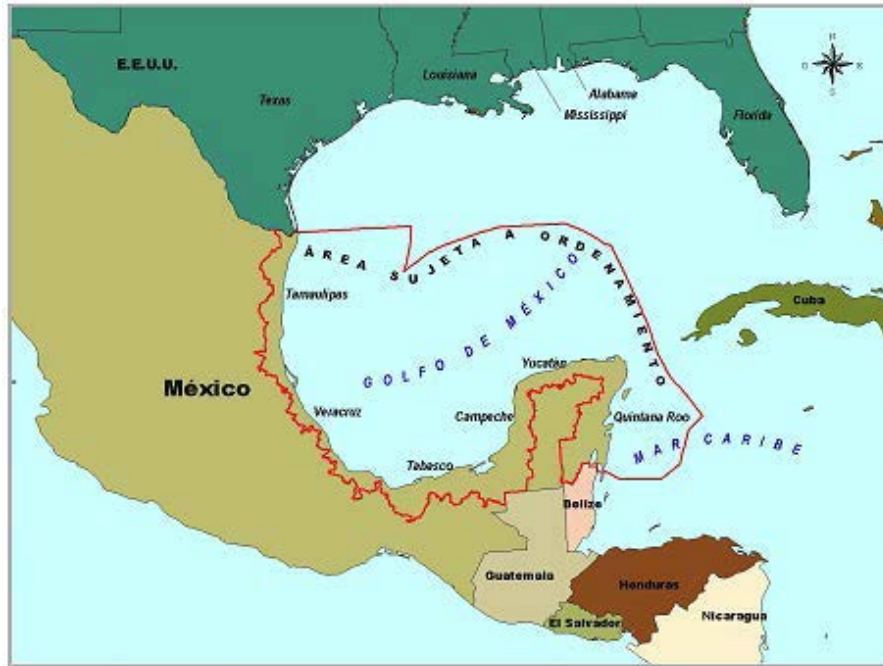 E.E.U.U.
Louisiana
Texas
Alabama
Mississippi
Florida
N
O
E
S
ÁREA SUJETA A ORDENAMIENTO
Tamaulipas
Cuba
GOLFO DE MÉXICO
Yucatán
México
Veracruz
Campeche
Quintana Roo
MAR CARIBE
Tabasco
Belize
Guatemala
Honduras
El Salvador
Nicaragua